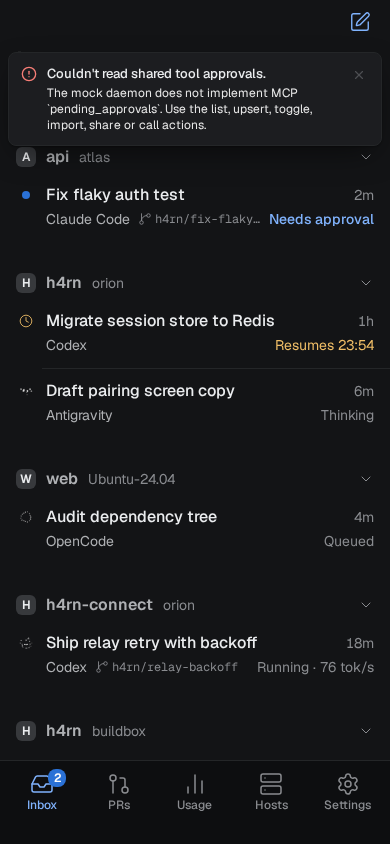 Couldn't read shared tool approvals.
The mock daemon does not implement MCP
`pending_approvals`. Use the list, upsert, toggle,
import, share or call actions.
A api atlas
Fix flaky auth test 2m
Claude Code h4rn/fix-flaky… Needs approval
H h4rn orion
Migrate session store to Redis 1h
Codex Resumes 23:54
Draft pairing screen copy 6m
Antigravity Thinking
W web Ubuntu-24.04
Audit dependency tree 4m
OpenCode Queued
H h4rn-connect orion
Ship relay retry with backoff 18m
Codex h4rn/relay-backoff Running · 76 tok/s
H h4rn buildbox
2
Inbox PRs Usage Hosts Settings